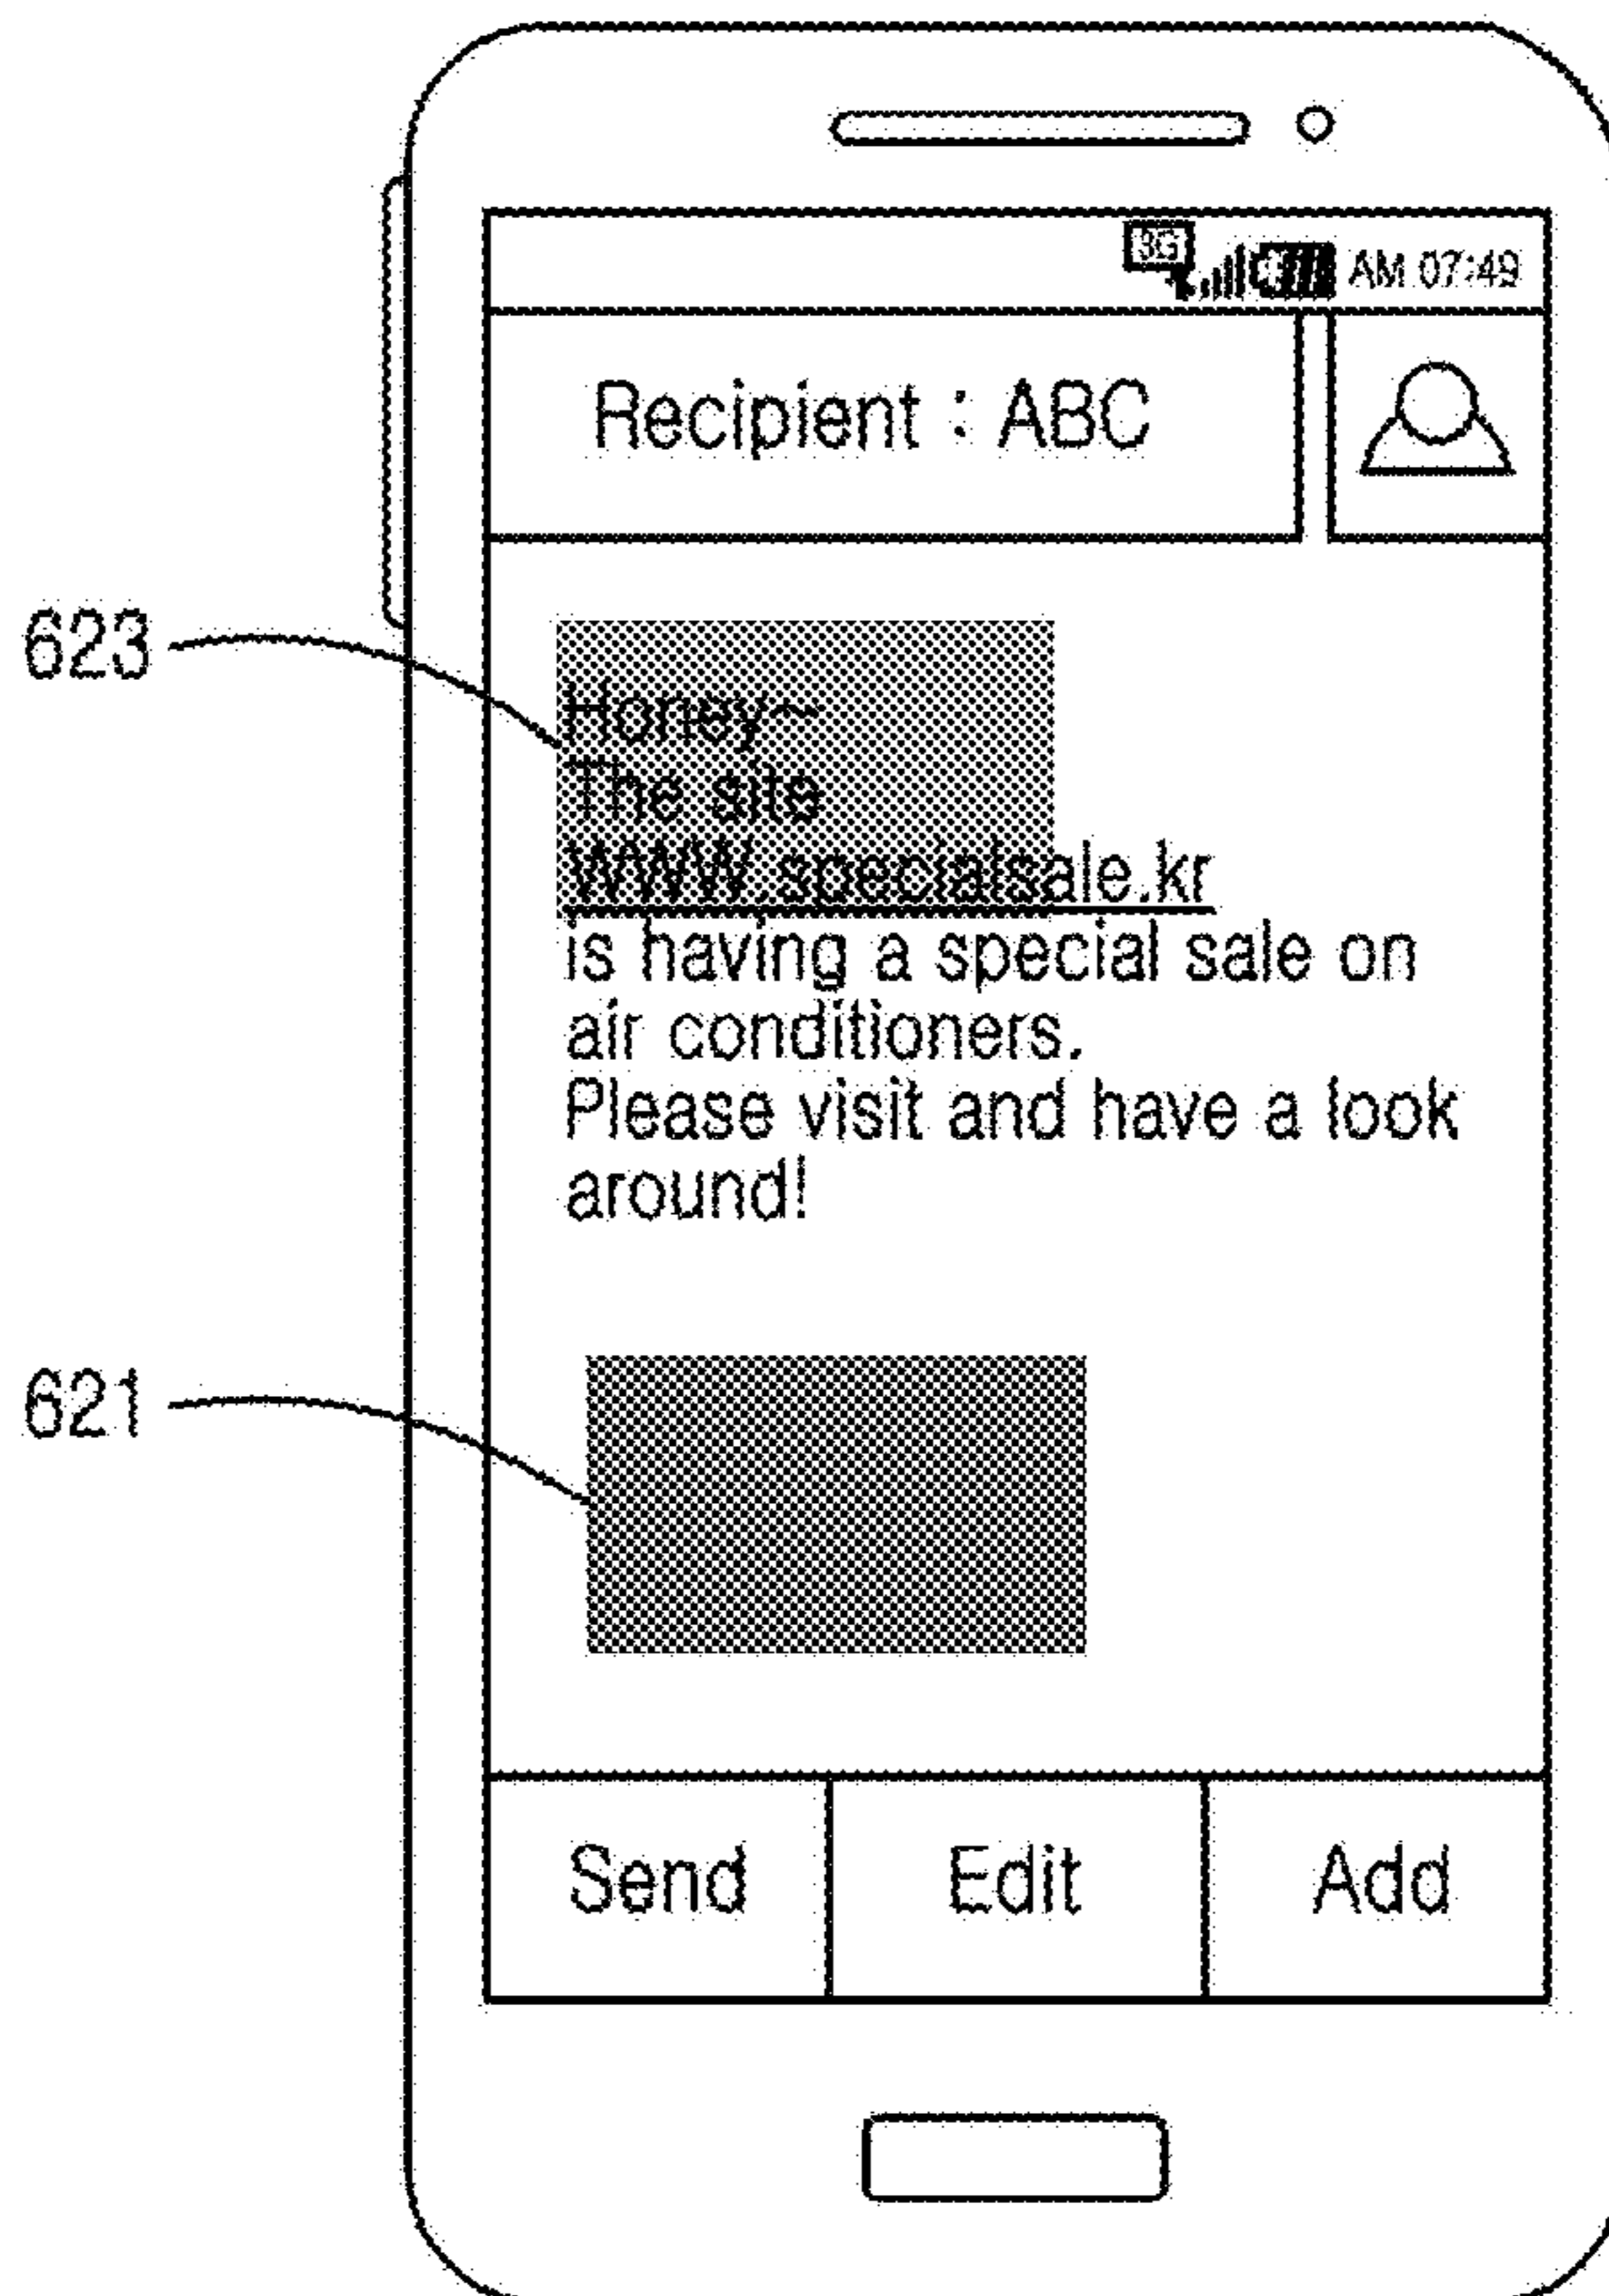 3G AM 07:49
Recipient : ABC
623
Honey~
The site
WWW.specialsale.kr
is having a special sale on
air conditioners.
Please visit and have a look
around!
621
Send Edit Add